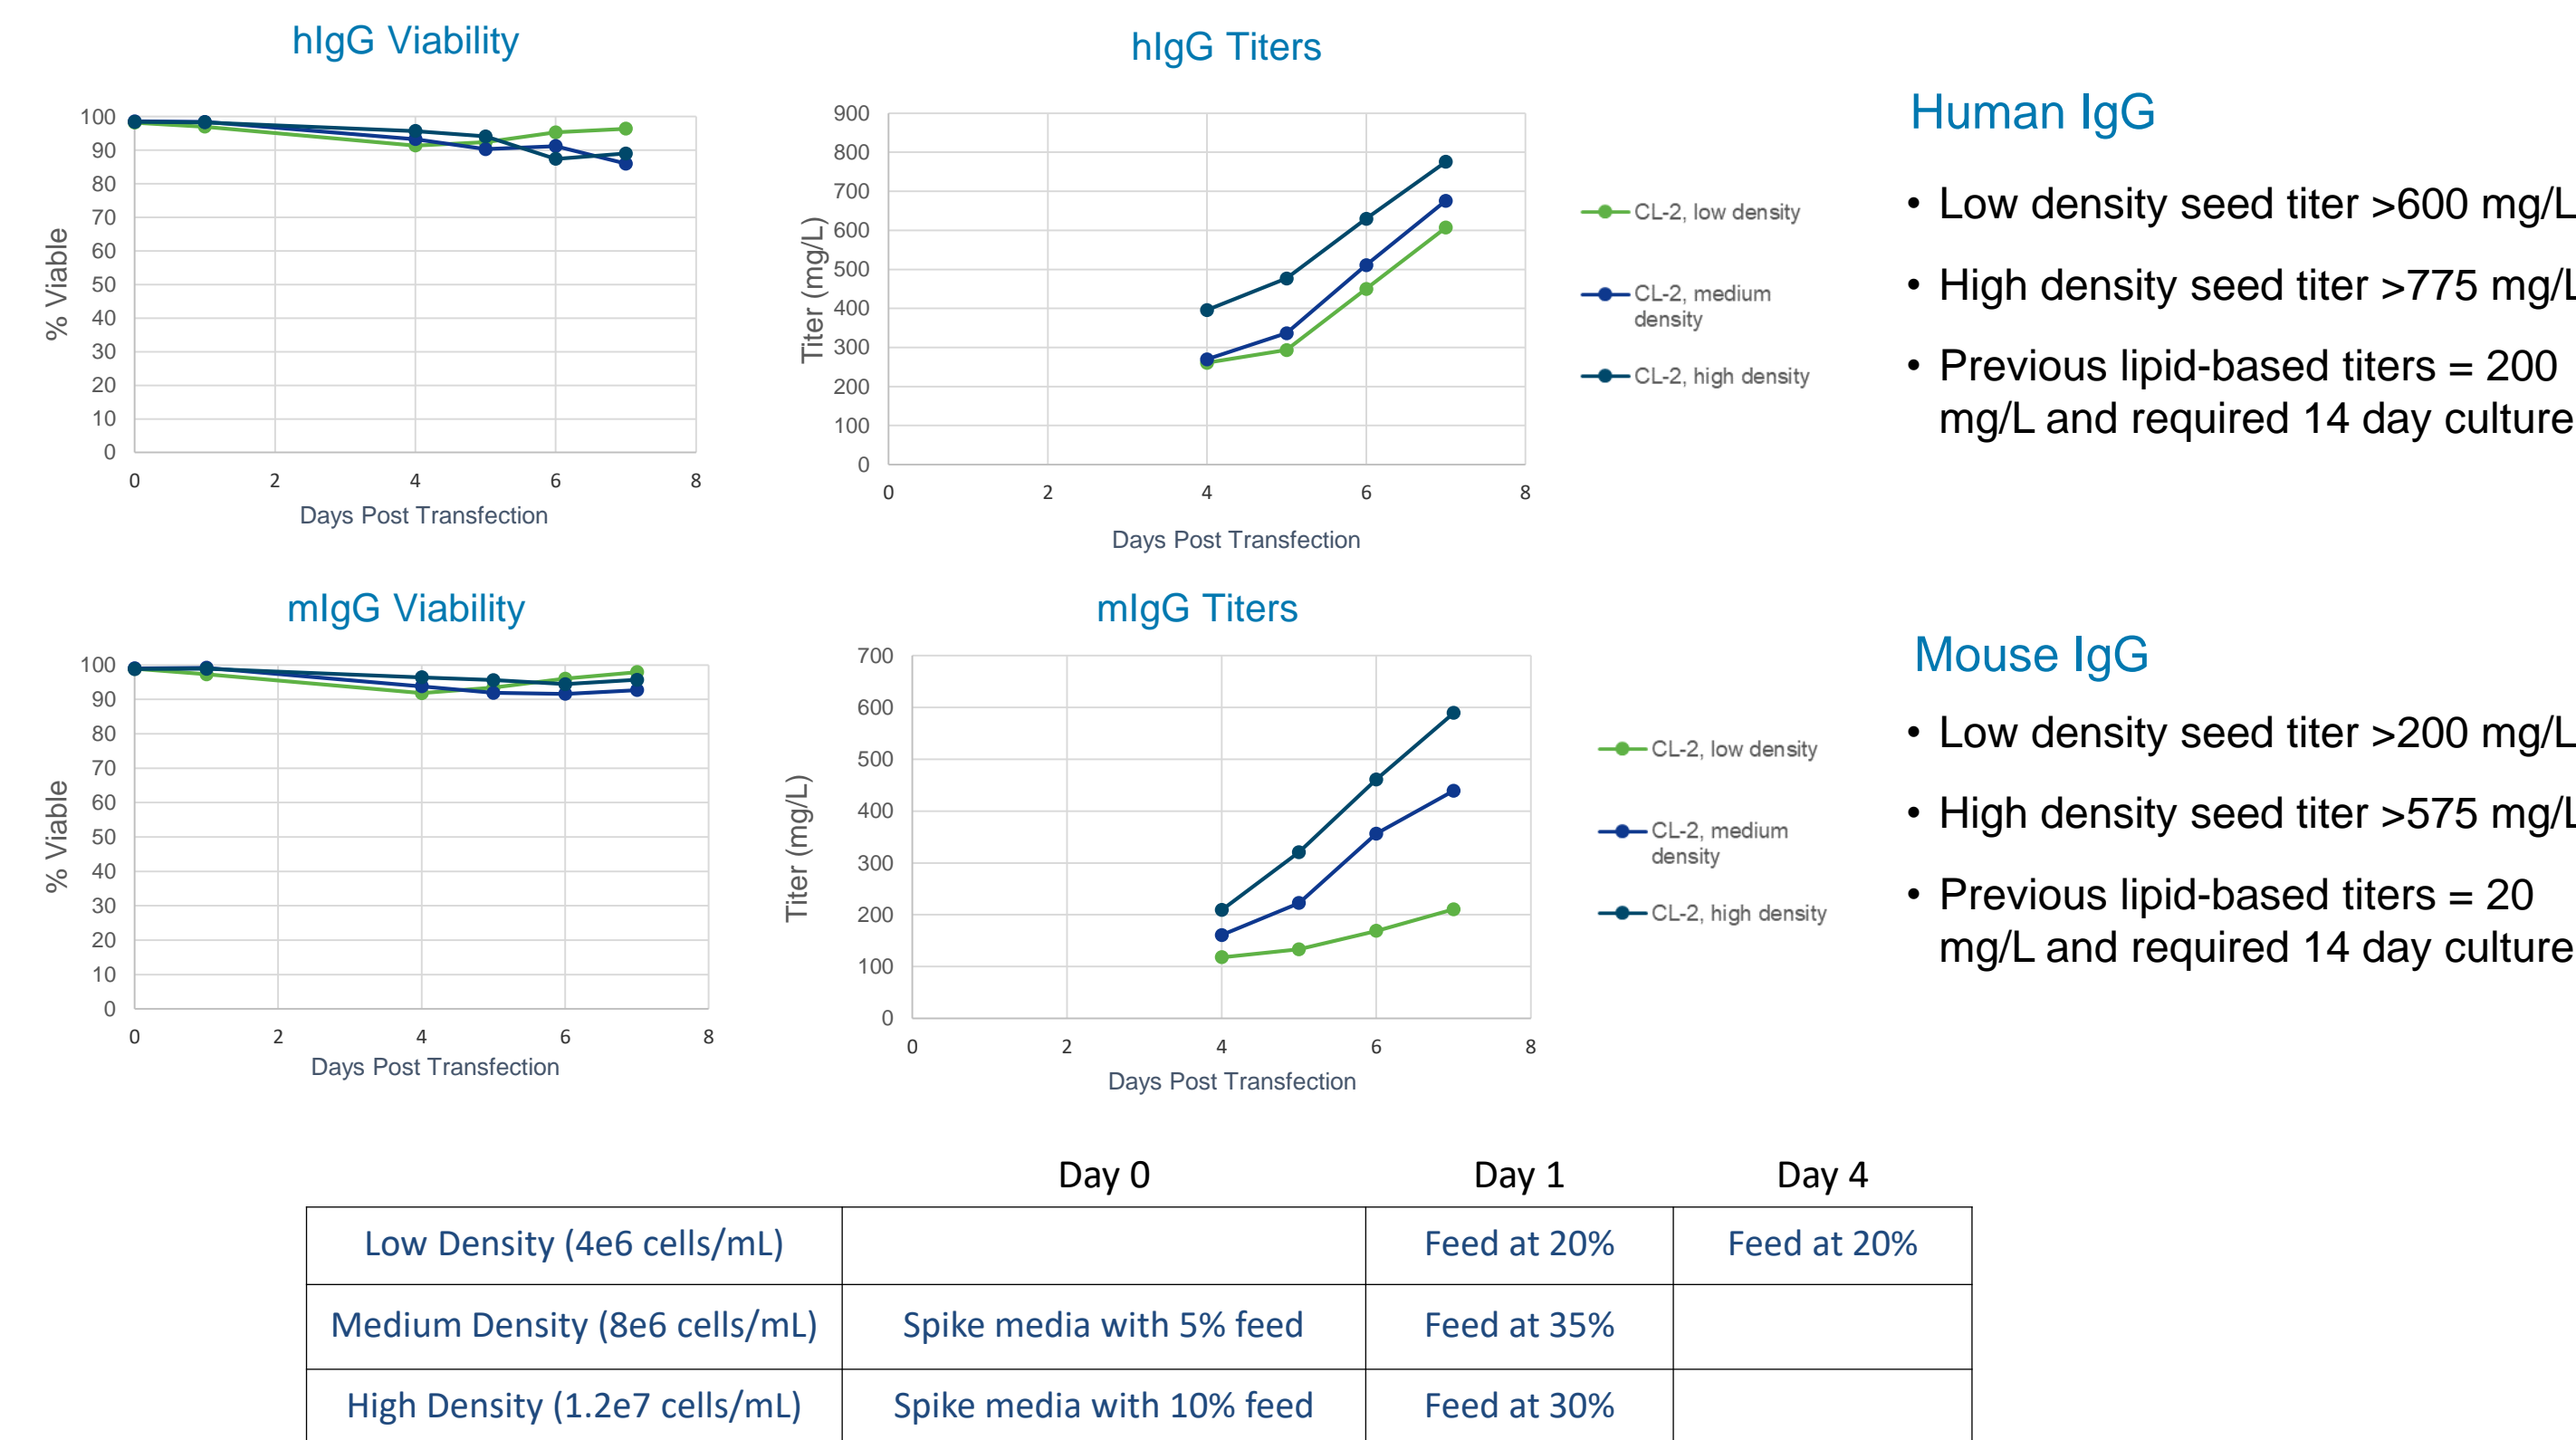 hIgG Viability
100
90
80
70
60
50
40
30
20
10
0
% Viable
0 2 4 6 8
Days Post Transfection
hIgG Titers
900
800
700
600
500
400
300
200
100
0
Titer (mg/L)
0 2 4 6 8
Days Post Transfection
CL-2, low density
CL-2, medium
density
CL-2, high density
Human IgG
• Low density seed titer >600 mg/L
• High density seed titer >775 mg/L
• Previous lipid-based titers = 200
mg/L and required 14 day culture
mIgG Viability
100
90
80
70
60
50
40
30
20
10
0
% Viable
0 2 4 6 8
Days Post Transfection
mIgG Titers
700
600
500
400
300
200
100
0
Titer (mg/L)
0 2 4 6 8
Days Post Transfection
CL-2, low density
CL-2, medium
density
CL-2, high density
Mouse IgG
• Low density seed titer >200 mg/L
• High density seed titer >575 mg/L
• Previous lipid-based titers = 20
mg/L and required 14 day culture
Day 0 Day 1 Day 4
Low Density (4e6 cells/mL) Feed at 20% Feed at 20%
Medium Density (8e6 cells/mL) Spike media with 5% feed Feed at 35%
High Density (1.2e7 cells/mL) Spike media with 10% feed Feed at 30%